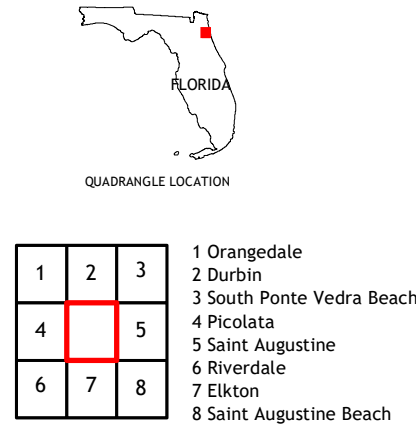 FLORIDA
QUADRANGLE LOCATION
1 2 3
4 5
6 7 8
1 Orangedale
2 Durbin
3 South Ponte Vedra Beach
4 Picolata
5 Saint Augustine
6 Riverdale
7 Elkton
8 Saint Augustine Beach